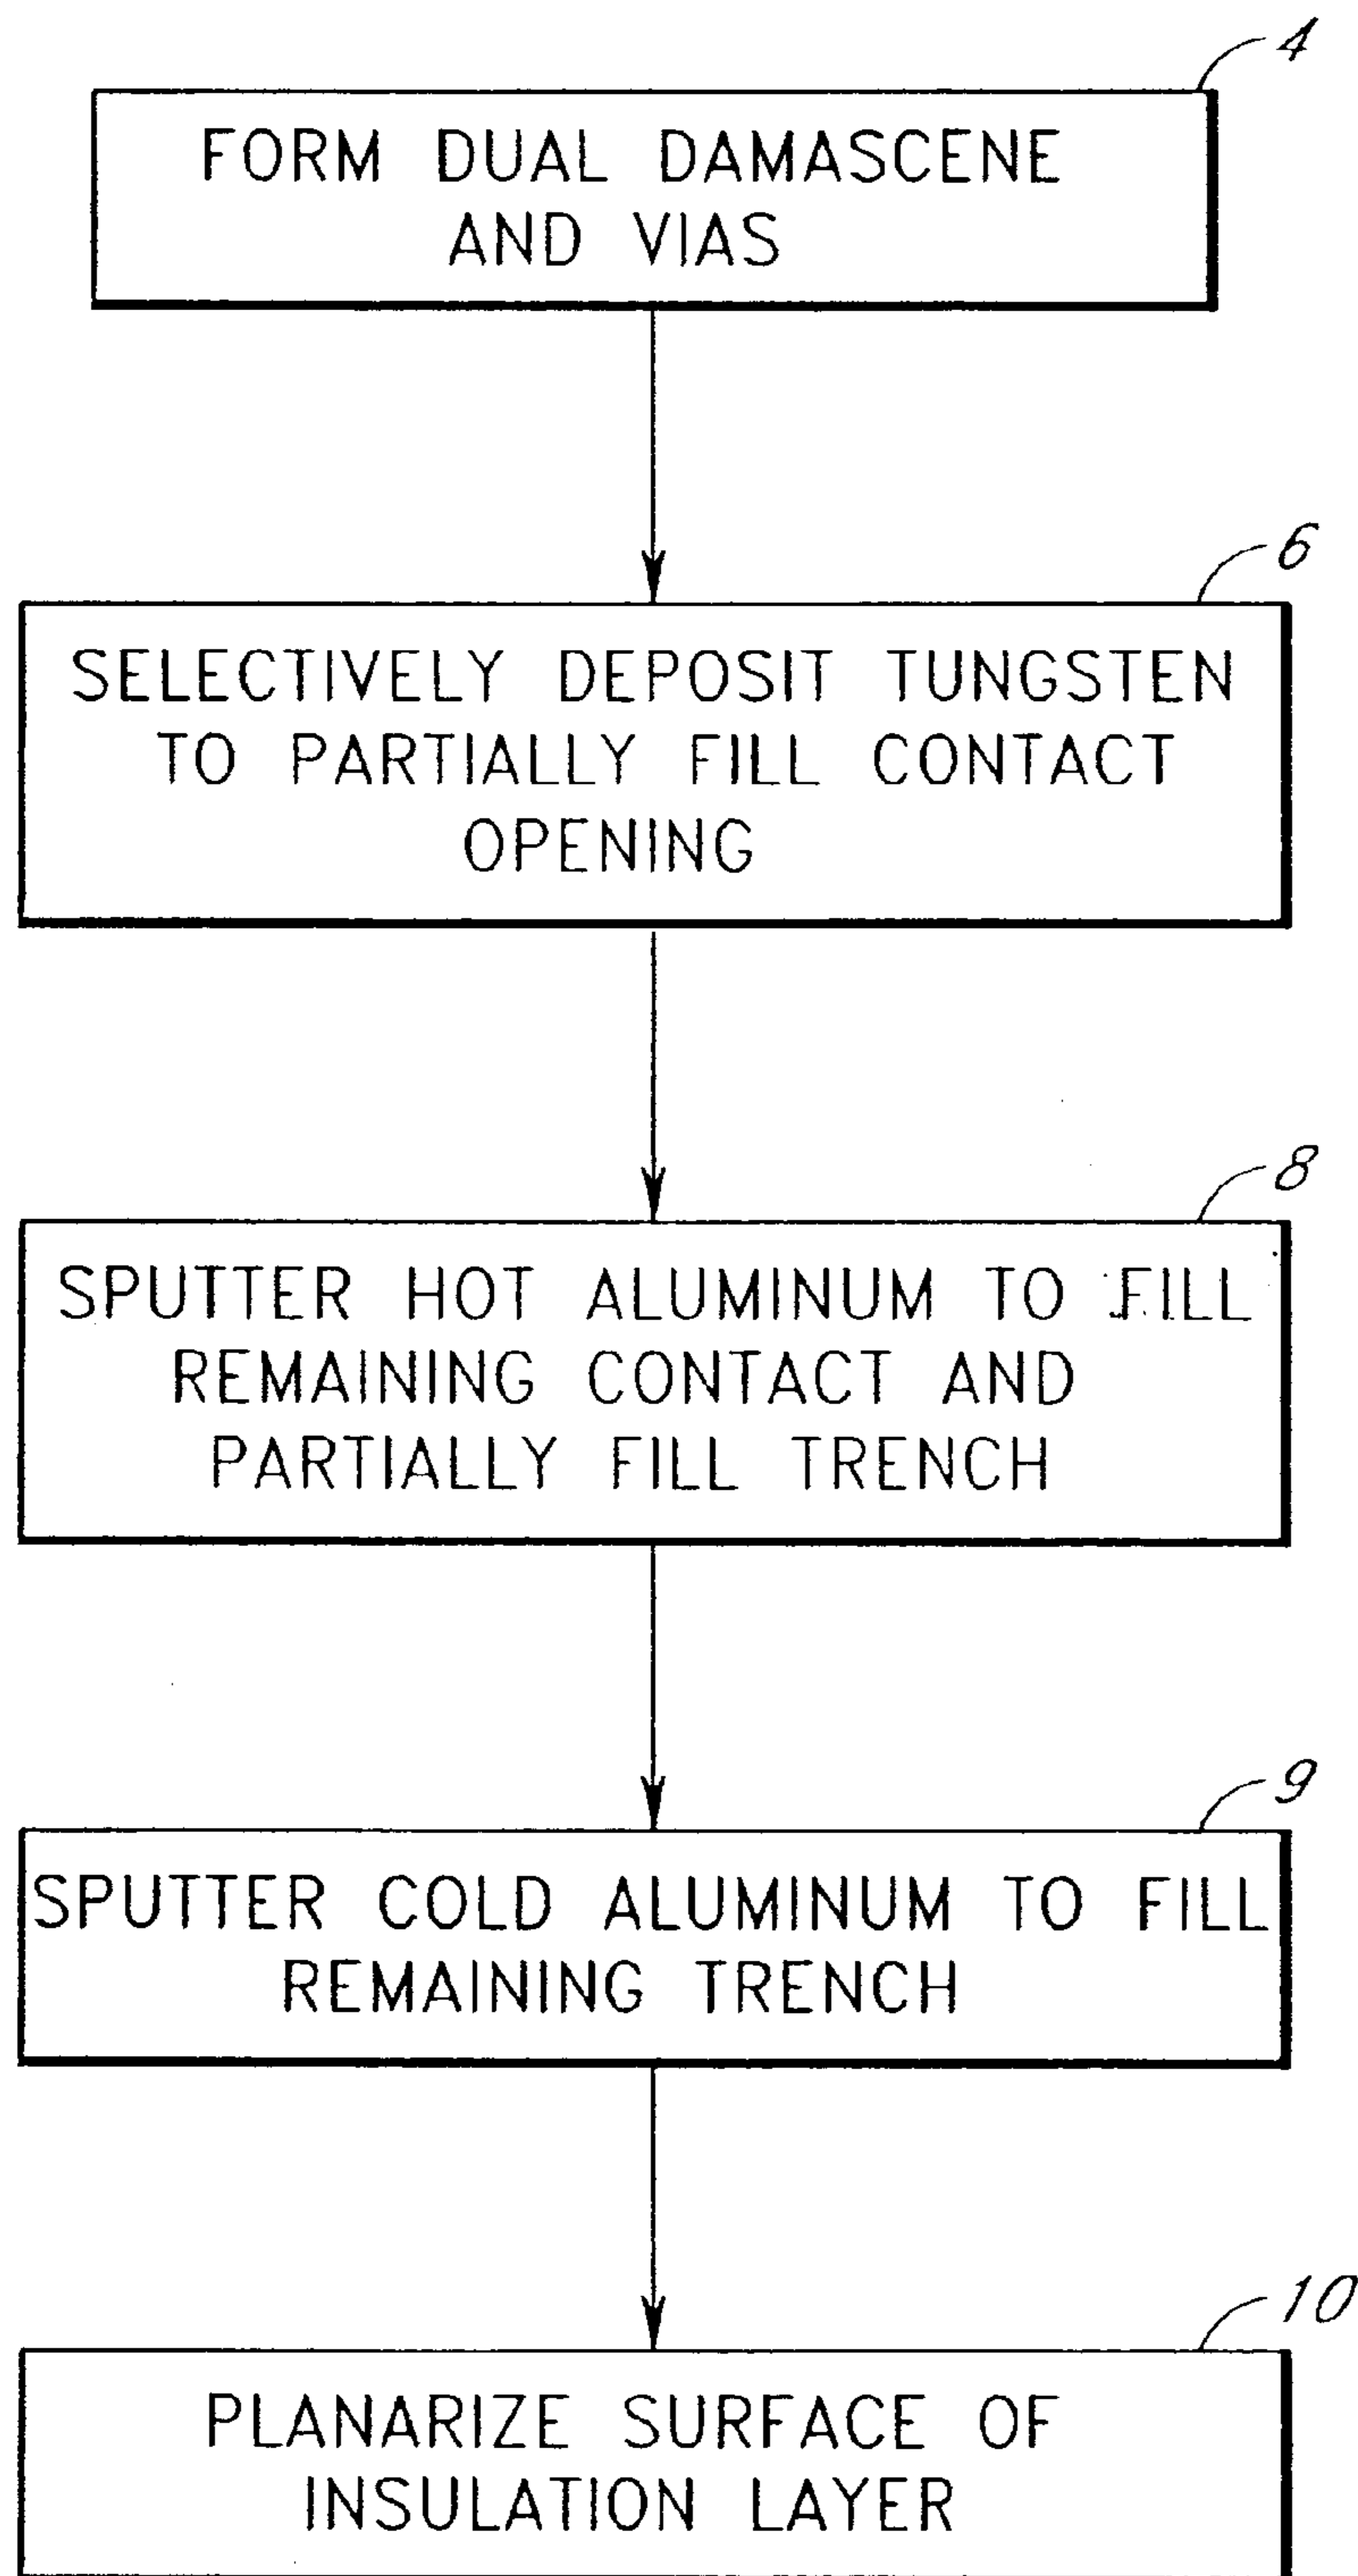 4
FORM DUAL DAMASCENE
AND VIAS
6
SELECTIVELY DEPOSIT TUNGSTEN
TO PARTIALLY FILL CONTACT
OPENING
8
SPUTTER HOT ALUMINUM TO FILL
REMAINING CONTACT AND
PARTIALLY FILL TRENCH
9
SPUTTER COLD ALUMINUM TO FILL
REMAINING TRENCH
10
PLANARIZE SURFACE OF
INSULATION LAYER